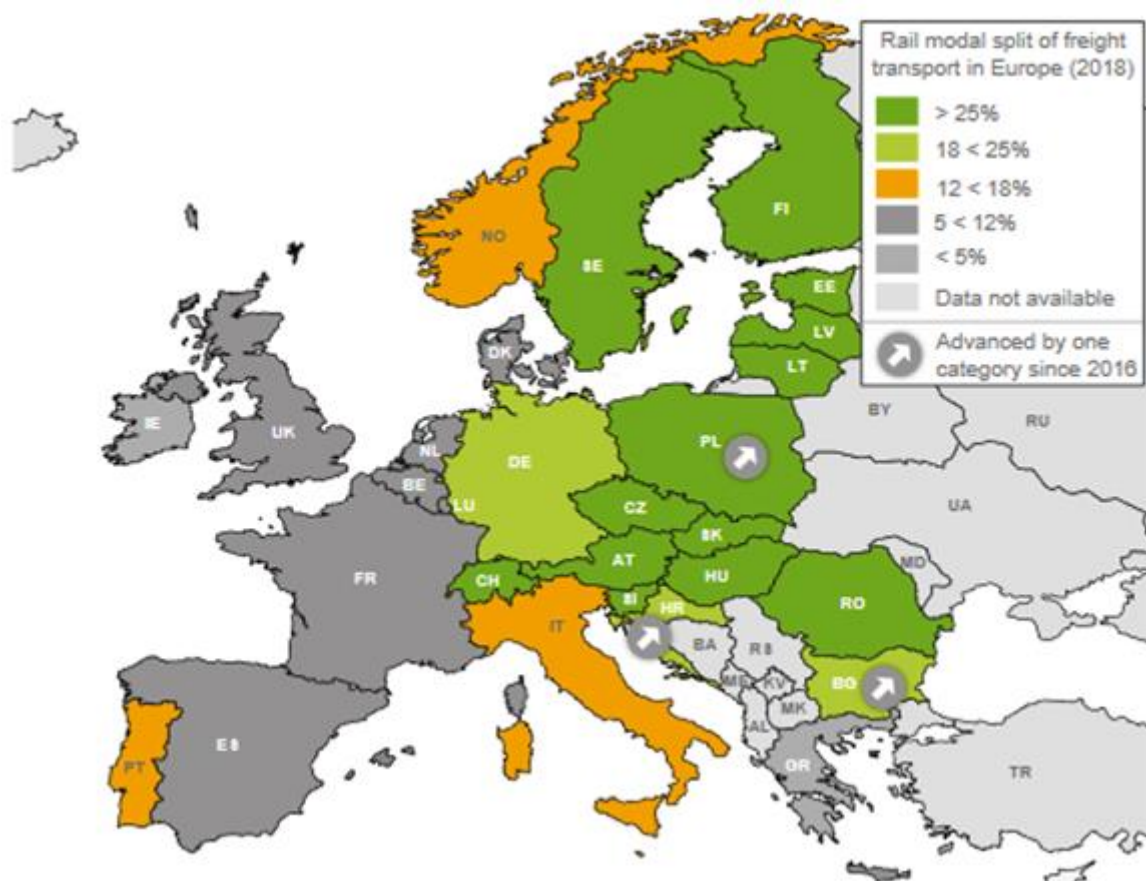 Rail modal split of freight
transport in Europe (2018)
> 25%
18 < 25%
12 < 18%
5 < 12%
< 5%
Data not available
Advanced by one
category since 2016
NO
SE
FI
EE
LV
LT
DK
IE
UK
NL
BE
LU
DE
PL
BY
RU
UA
CZ
SK
MD
FR
CH
AT
HU
RO
SI
HR
IT
BA
RS
ME
KV
BG
MK
AL
PT
ES
GR
TR